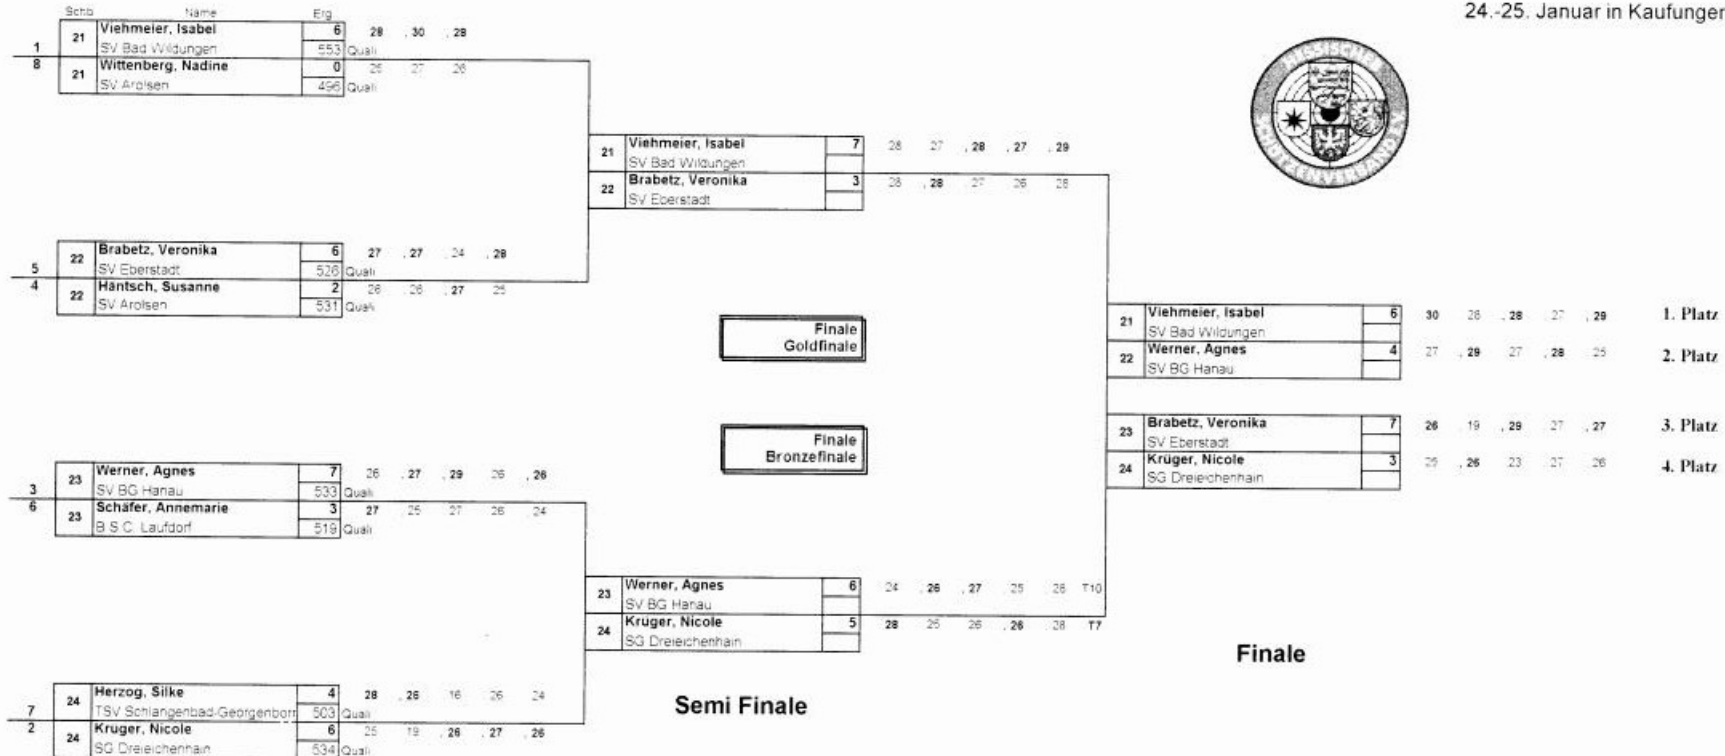 24.-25. Januar in Kaufungen
Schb Name Erg
1 21 Viehmeier, Isabel 6 28 . 30 . 28
SV Bad Wildungen 553 Quali
8 21 Wittenberg, Nadine 0 27
SV Arolsen 496 Quali
21 Viehmeier, Isabel 7 28 27 . 28 . 27 . 29
SV Bad Wildungen
22 Brabetz, Veronika 3 28 . 28 27 26 28
SV Eberstadt
5 22 Brabetz, Veronika 6 27 . 27 24 . 28
SV Eberstadt 526 Quali
4 22 Häntsch, Susanne 2 26 26 . 27 25
SV Arolsen 531 Quali
Finale
Goldfinale
21 Viehmeier, Isabel 6 30 28 . 28 27 . 29 1. Platz
SV Bad Wildungen
22 Werner, Agnes 4 27 . 29 27 . 28 25 2. Platz
SV BG Hanau
Finale
Bronzefinale
23 Brabetz, Veronika 7 26 19 . 29 27 . 27 3. Platz
SV Eberstadt
24 Krüger, Nicole 3 25 . 26 23 27 26 4. Platz
SG Dreieichenhain
3 23 Werner, Agnes 7 26 . 27 . 29 26 . 26
SV BG Hanau 533 Quali
6 23 Schäfer, Annemarie 3 27 25 27 26 24
B.S.C. Laufdorf 519 Quali
23 Werner, Agnes 6 24 . 26 . 27 25 28 T10
SV BG Hanau
24 Krüger, Nicole 5 28 25 26 . 26 28 T7
SG Dreieichenhain
Finale
Semi Finale
7 24 Herzog, Silke 4 28 . 26 16 26 24
TSV Schlangenbad-Georgenborn 503 Quali
2 24 Krüger, Nicole 6 25 19 . 26 . 27 . 26
SG Dreieichenhain 534 Quali
HESSISCHER
SCHÜTZENVERBAND E.V.